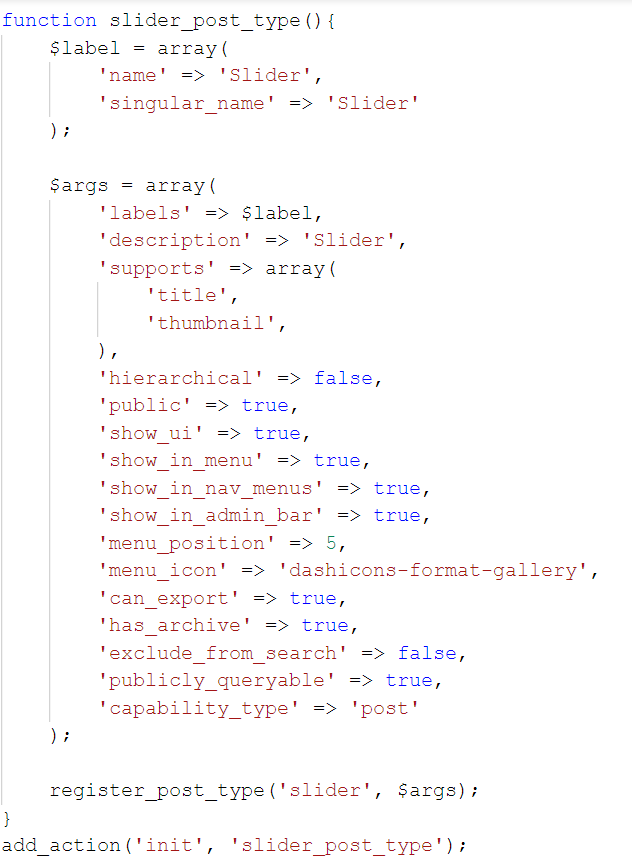 function slider_post_type(){
    $label = array(
        'name' => 'Slider',
        'singular_name' => 'Slider'
    );

    $args = array(
        'labels' => $label,
        'description' => 'Slider',
        'supports' => array(
            'title',
            'thumbnail',
        ),
        'hierarchical' => false,
        'public' => true,
        'show_ui' => true,
        'show_in_menu' => true,
        'show_in_nav_menus' => true,
        'show_in_admin_bar' => true,
        'menu_position' => 5,
        'menu_icon' => 'dashicons-format-gallery',
        'can_export' => true,
        'has_archive' => true,
        'exclude_from_search' => false,
        'publicly_queryable' => true,
        'capability_type' => 'post'
    );

    register_post_type('slider', $args);
}
add_action('init', 'slider_post_type');